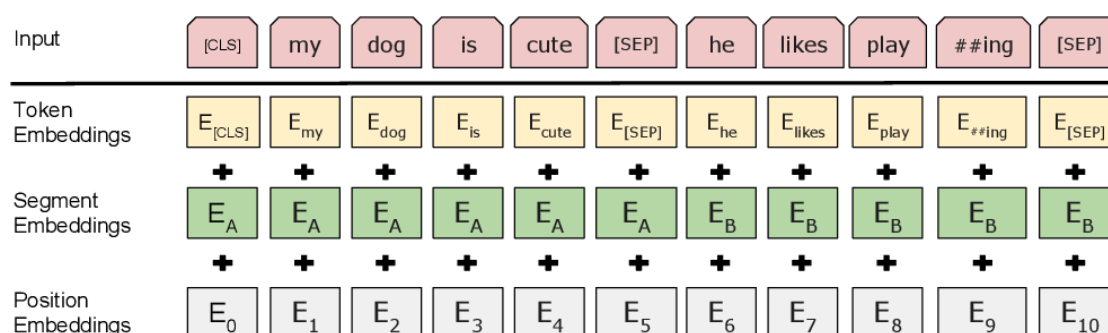 Input [CLS] my dog is cute [SEP] he likes play ##ing [SEP]
Token
Embeddings E[CLS] Emy Edog Eis Ecute E[SEP] Ehe Elikes Eplay E##ing E[SEP]
+ + + + + + + + + + +
Segment
Embeddings EA EA EA EA EA EA EB EB EB EB EB
+ + + + + + + + + + +
Position
Embeddings E0 E1 E2 E3 E4 E5 E6 E7 E8 E9 E10